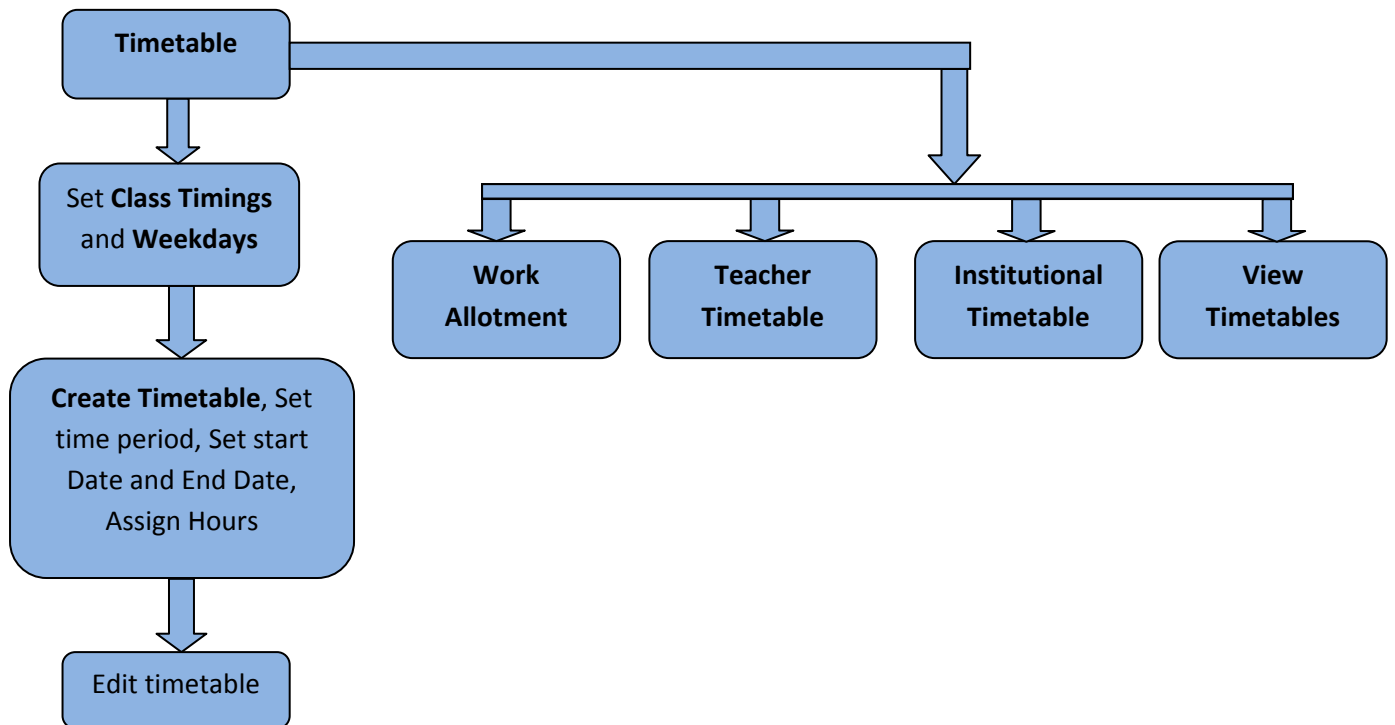 Timetable
Set Class Timings
and Weekdays
Create Timetable, Set
time period, Set start
Date and End Date,
Assign Hours
Edit timetable
Work
Allotment
Teacher
Timetable
Institutional
Timetable
View
Timetables